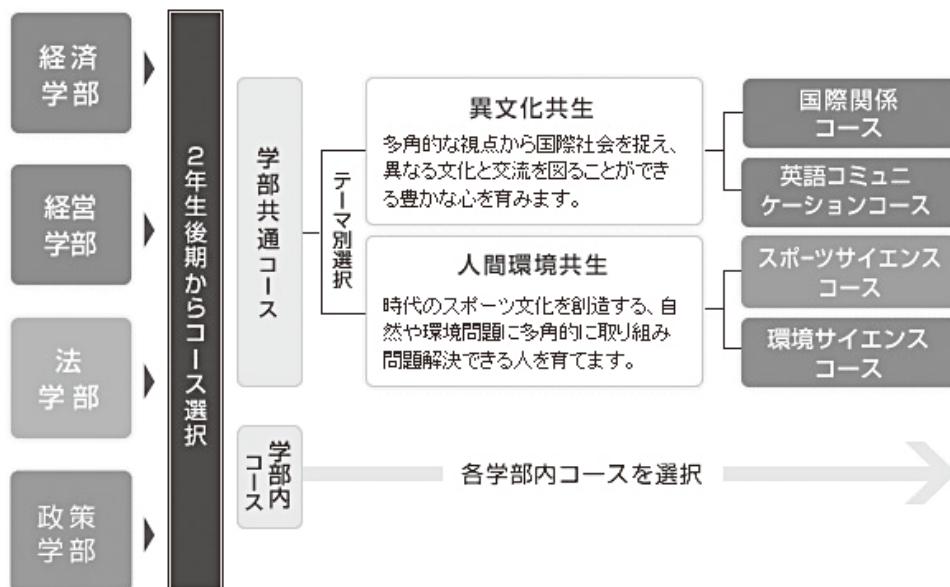 経済
学部
経営
学部
法
学部
政策
学部
2年生後期からコース選択
学部共通コース
テーマ別選択
異文化共生
多角的な視点から国際社会を捉え、
異なる文化と交流を図ることができ
る豊かな心を育みます。
人間環境共生
時代のスポーツ文化を創造する、自
然や環境問題に多角的に取り組み
問題解決できる人を育てます。
国際関係
コース
英語コミュニ
ケーションコース
スポーツサイエンス
コース
環境サイエンス
コース
学部内
コース
各学部内コースを選択